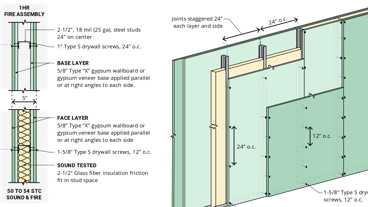 1HR
FIRE ASSEMBLY
2-1/2", 18 mil (25 ga), steel studs
24" on center
1" Type S drywall screws, 24" o.c.
BASE LAYER
5/8" Type "X" gypsum wallboard or
gypsum veneer base applied parallel
or at right angles to each side.
5"
FACE LAYER
5/8" Type "X" gypsum wallboard or
gypsum veneer base applied parallel
or at right angles to each side.
1-5/8" Type S drywall screws, 12" o.c.
SOUND TESTED
2-1/2" Glass fiber insulation friction
fit in stud space
50 TO 54 STC
SOUND & FIRE
Joints staggered 24"
each layer and side
24" o.c.
24" o.c.
12" o.c.
1-5/8" Type S dry
screws, 12" o.c.